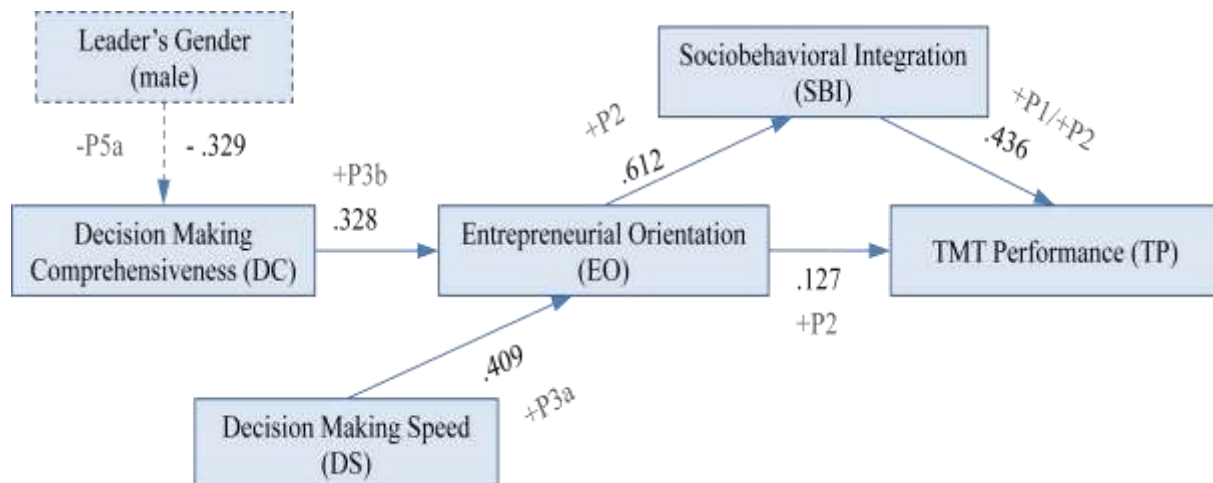 Leader's Gender
(male)
Sociobehavioral Integration
(SBI)
-P5a
- .329
+P2
.612
+P1/+P2
.436
Decision Making
Comprehensiveness (DC)
+P3b
.328
Entrepreneurial Orientation
(EO)
.127
+P2
TMT Performance (TP)
.409
+P3a
Decision Making Speed
(DS)